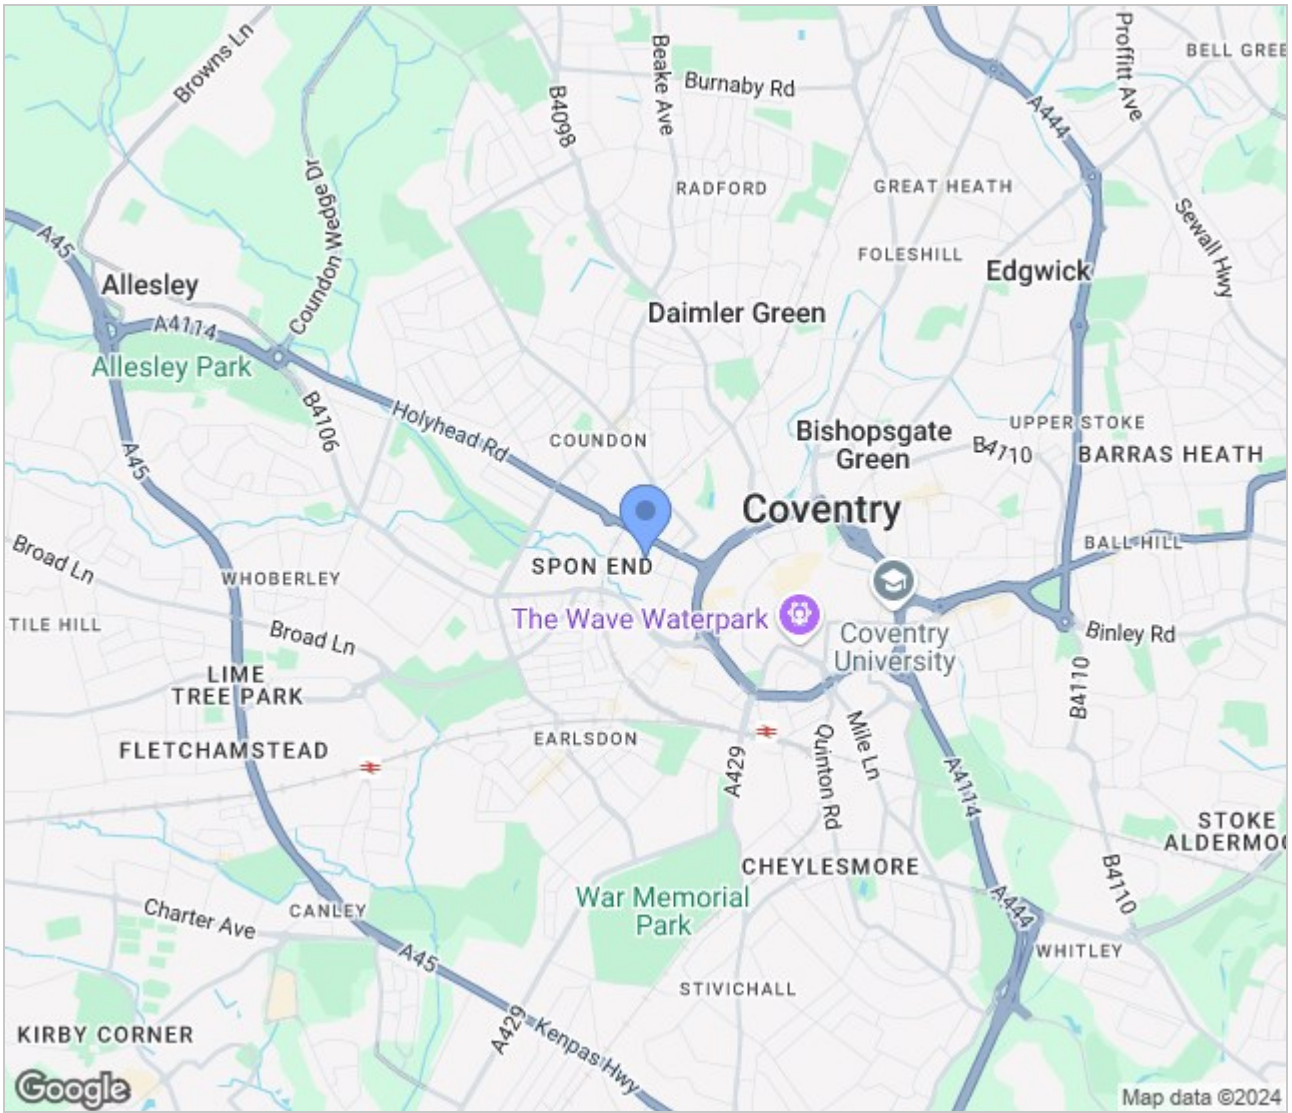 Browns Ln
B4098
Beake Ave
Burnaby Rd
A444
Proffitt Ave
BELL GREE
Coundon Wedge Dr
RADFORD
GREAT HEATH
Sewall Hwy
A45
FOLESHILL
Edgwick
Allesley
Daimler Green
A4114
Allesley Park
B4106
Holyhead Rd
COUNDON
Bishopsgate
Green
UPPER STOKE
B4110
BARRAS HEATH
A45
Coventry
BALL HILL
Broad Ln
SPON END
WHOBERLEY
The Wave Waterpark
Coventry
University
TILE HILL
Broad Ln
Binley Rd
LIME
TREE PARK
B4110
FLETCHAMSTEAD
EARLSDON
A429
Quinton Rd
Mile Ln
A4114
STOKE
ALDERMOO
CHEYLESMORE
War Memorial
Park
B4110
Charter Ave
CANLEY
A444
A45
WHITLEY
STIVICHALL
KIRBY CORNER
A429
Kenpas Hwy
Google
Map data ©2024